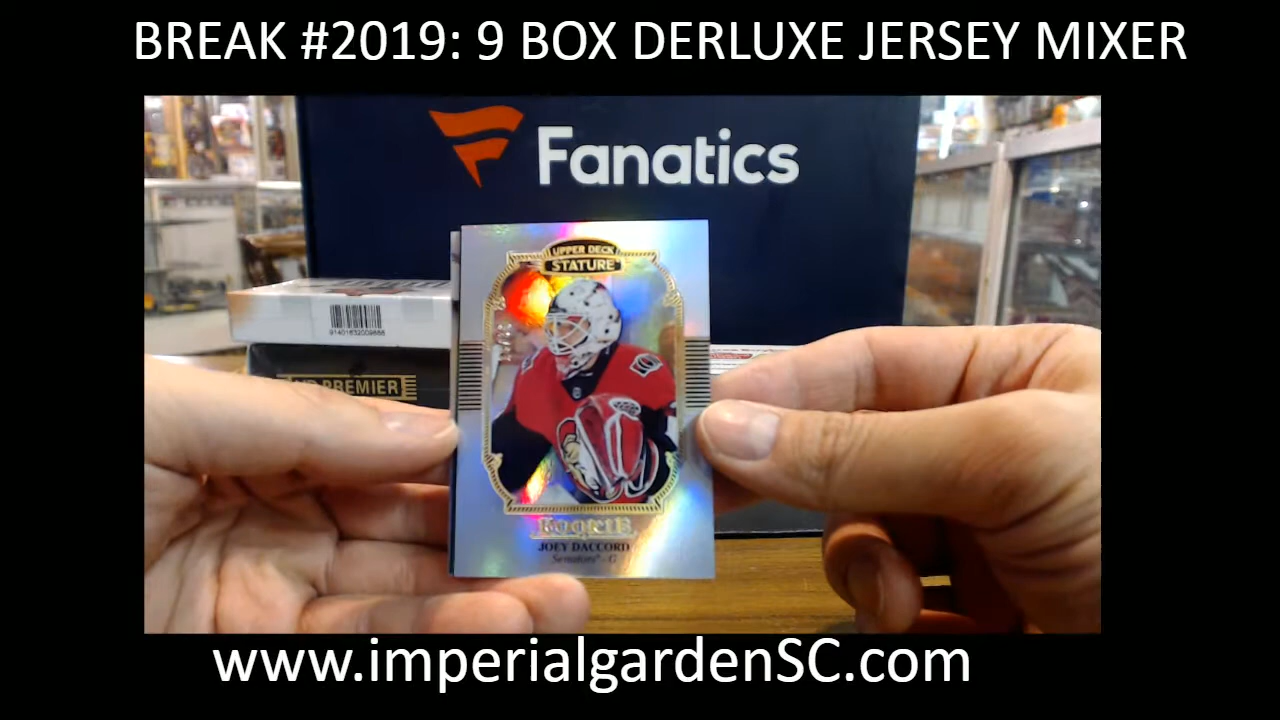 BREAK #2019: 9 BOX DERLUXE JERSEY MIXER
Fanatics
UPPER DECK
STATURE
91401632009686
PREMIER
ROOKIE
JOEY DACCORD
Senators - G
www.imperialgardenSC.com